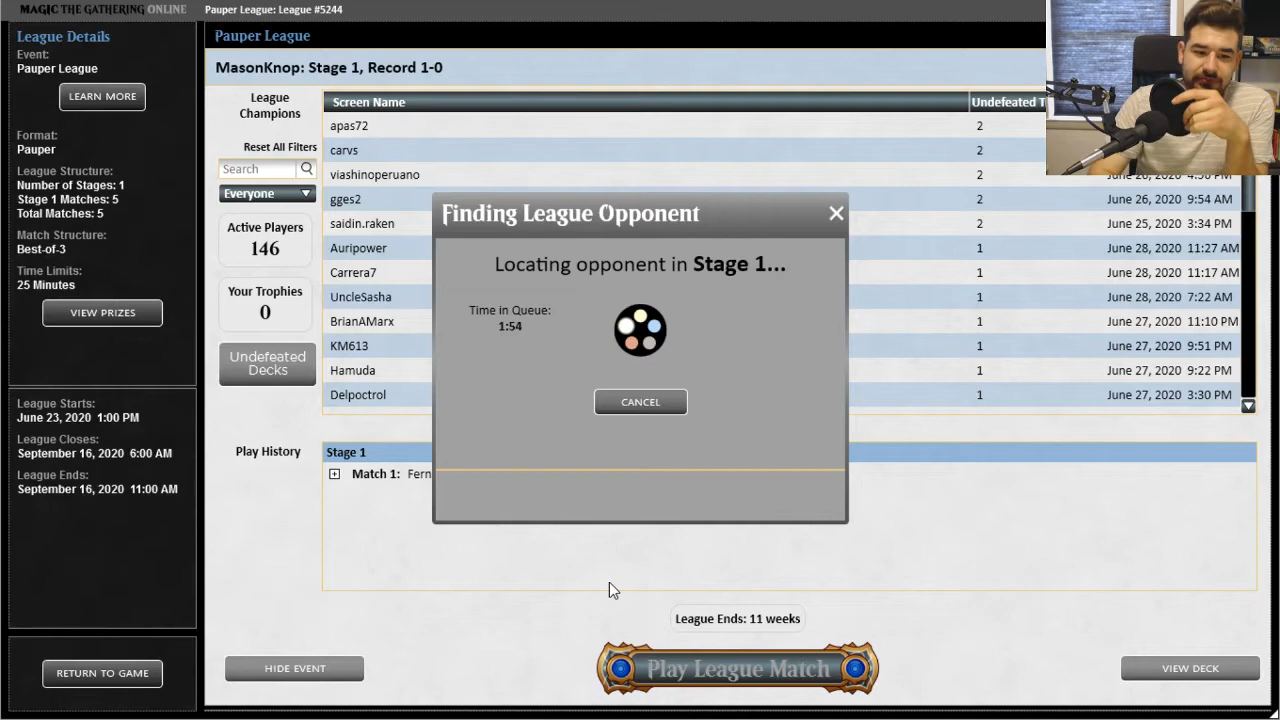 MAGIC THE GATHERING ONLINE
Pauper League: League #5244
League Details
Event:
Pauper League
LEARN MORE
Format:
Pauper
League Structure:
Number of Stages: 1
Stage 1 Matches: 5
Total Matches: 5
Match Structure:
Best-of-3
Time Limits:
25 Minutes
VIEW PRIZES
League Starts:
June 23, 2020 1:00 PM
League Closes:
September 16, 2020 6:00 AM
League Ends:
September 16, 2020 11:00 AM
RETURN TO GAME
Pauper League
MasonKnop: Stage 1, Record 1-0
League
Champions
Reset All Filters
Search
Everyone
Active Players
146
Your Trophies
0
Undefeated
Decks
Screen Name Undefeated T
apas72 2
carvs 2
viashinoperuano 2
gges2 2 June 26, 2020 9:54 AM
saidin.raken 2 June 25, 2020 3:34 PM
Auripower 1 June 28, 2020 11:27 AM
Carrera7 1 June 28, 2020 11:17 AM
UncleSasha 1 June 28, 2020 7:22 AM
BrianAMarx 1 June 27, 2020 11:10 PM
KM613 1 June 27, 2020 9:51 PM
Hamuda 1 June 27, 2020 9:22 PM
Delpoctrol 1 June 27, 2020 3:30 PM
Finding League Opponent
Locating opponent in Stage 1...
Time in Queue:
1:54
CANCEL
Play History
Stage 1
Match 1: Fern
League Ends: 11 weeks
HIDE EVENT
Play League Match
VIEW DECK